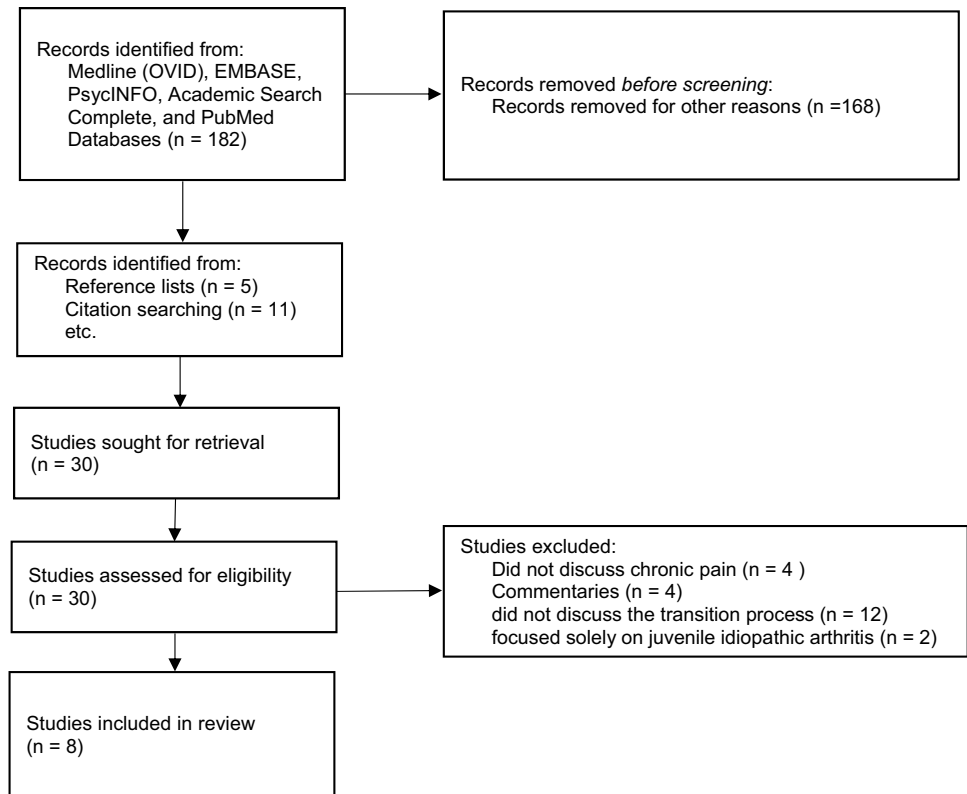 Records identified from:
Medline (OVID), EMBASE,
PsycINFO, Academic Search
Complete, and PubMed
Databases (n = 182)
Records removed before screening:
Records removed for other reasons (n =168)
Records identified from:
Reference lists (n = 5)
Citation searching (n = 11)
etc.
Studies sought for retrieval
(n = 30)
Studies assessed for eligibility
(n = 30)
Studies excluded:
Did not discuss chronic pain (n = 4 )
Commentaries (n = 4)
did not discuss the transition process (n = 12)
focused solely on juvenile idiopathic arthritis (n = 2)
Studies included in review
(n = 8)